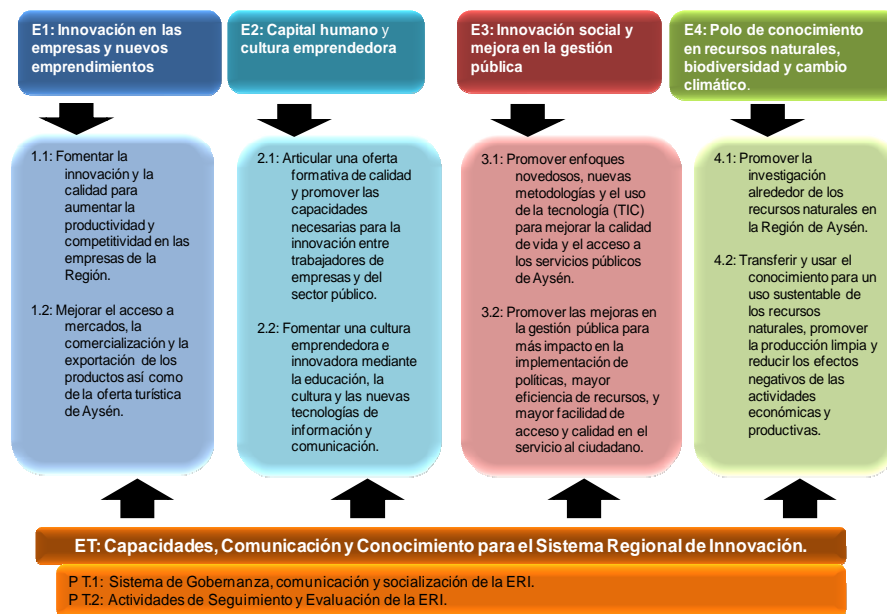 E1: Innovación en las
empresas y nuevos
emprendimientos
E2: Capital humano y
cultura emprendedora
E3: Innovación social y
mejora en la gestión
pública
E4: Polo de conocimiento
en recursos naturales,
biodiversidad y cambio
climático.
1.1: Fomentar la
innovación y la
calidad para
aumentar la
productividad y
competitividad en las
empresas de la
Región.
1.2: Mejorar el acceso a
mercados, la
comercialización y la
exportación de los
productos así como
de la oferta turística
de Aysén.
2.1: Articular una oferta
formativa de calidad
y promover las
capacidades
necesarias para la
innovación entre
trabajadores de
empresas y del
sector público.
2.2: Fomentar una cultura
emprendedora e
innovadora mediante
la educación, la
cultura y las nuevas
tecnologías de
información y
comunicación.
3.1: Promover enfoques
novedosos, nuevas
metodologías y el uso
de la tecnología (TIC)
para mejorar la calidad
de vida y el acceso a
los servicios públicos
de Aysén.
3.2: Promover las mejoras en
la gestión pública para
más impacto en la
implementación de
políticas, mayor
eficiencia de recursos, y
mayor facilidad de
acceso y calidad en el
servicio al ciudadano.
4.1: Promover la
investigación
alrededor de los
recursos naturales en
la Región de Aysén.
4.2: Transferir y usar el
conocimiento para un
uso sustentable de
los recursos
naturales, promover
la producción limpia y
reducir los efectos
negativos de las
actividades
económicas y
productivas.
ET: Capacidades, Comunicación y Conocimiento para el Sistema Regional de Innovación.
P T.1: Sistema de Gobernanza, comunicación y socialización de la ERI.
P T.2: Actividades de Seguimiento y Evaluación de la ERI.